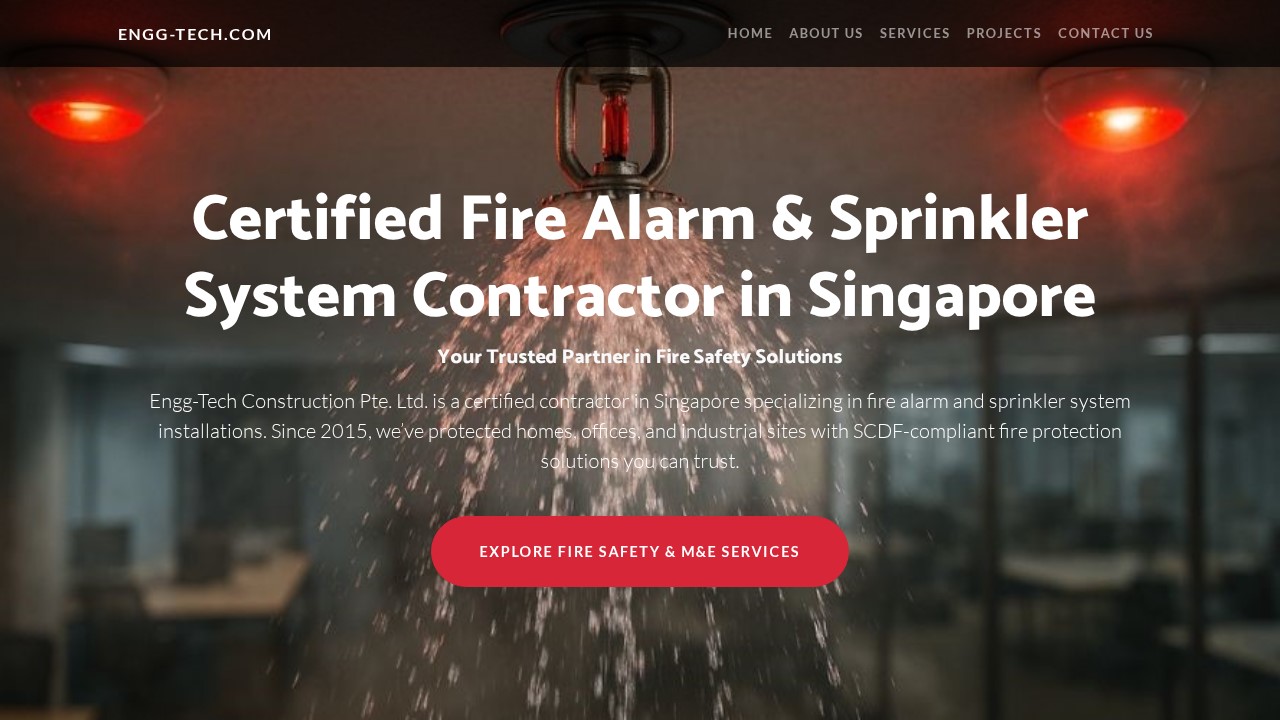 ENGG-TECH.COM
HOME ABOUT US SERVICES PROJECTS CONTACT US
Certified Fire Alarm & Sprinkler
System Contractor in Singapore
Your Trusted Partner in Fire Safety Solutions
Engg-Tech Construction Pte. Ltd. is a certified contractor in Singapore specializing in fire alarm and sprinkler system
installations. Since 2015, we've protected homes, offices, and industrial sites with SCDF-compliant fire protection
solutions you can trust.
EXPLORE FIRE SAFETY & M&E SERVICES